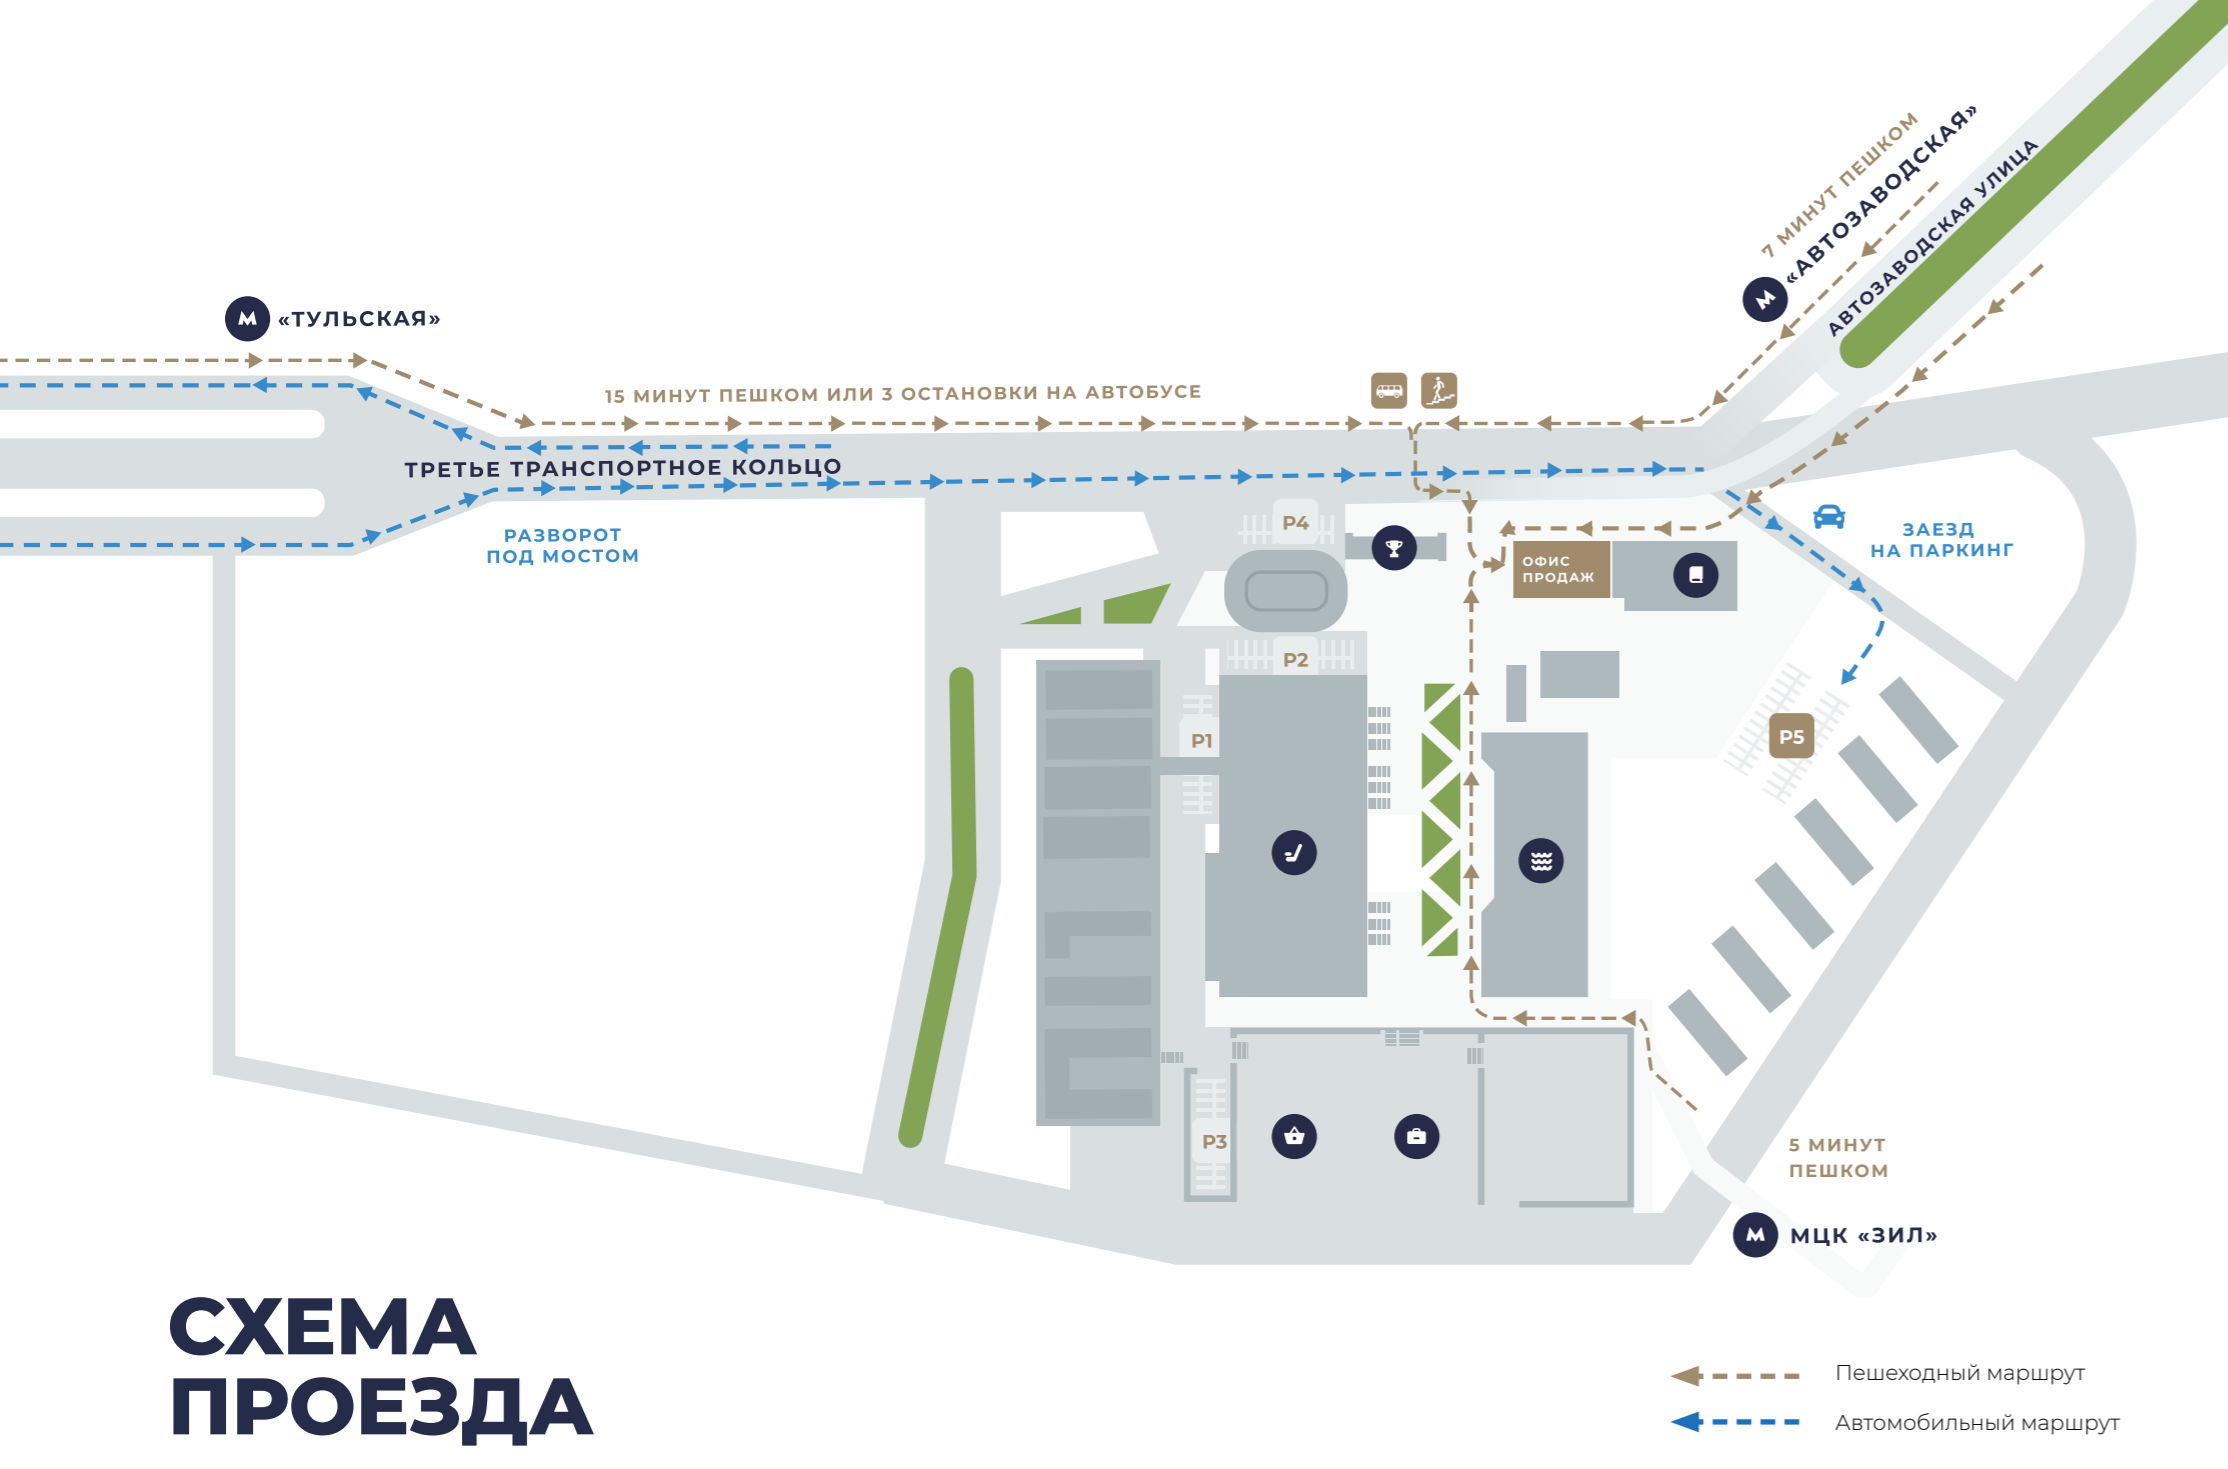 7 МИНУТ ПЕШКОМ
М «АВТОЗАВОДСКАЯ»
АВТОЗАВОДСКАЯ УЛИЦА
М «ТУЛЬСКАЯ»
15 МИНУТ ПЕШКОМ ИЛИ 3 ОСТАНОВКИ НА АВТОБУСЕ
ТРЕТЬЕ ТРАНСПОРТНОЕ КОЛЬЦО
РАЗВОРОТ
ПОД МОСТОМ
P4
ЗАЕЗД
НА ПАРКИНГ
ОФИС
ПРОДАЖ
P2
P1
P5
P3
5 МИНУТ
ПЕШКОМ
М МЦК «ЗИЛ»
СХЕМА
ПРОЕЗДА
Пешеходный маршрут
Автомобильный маршрут